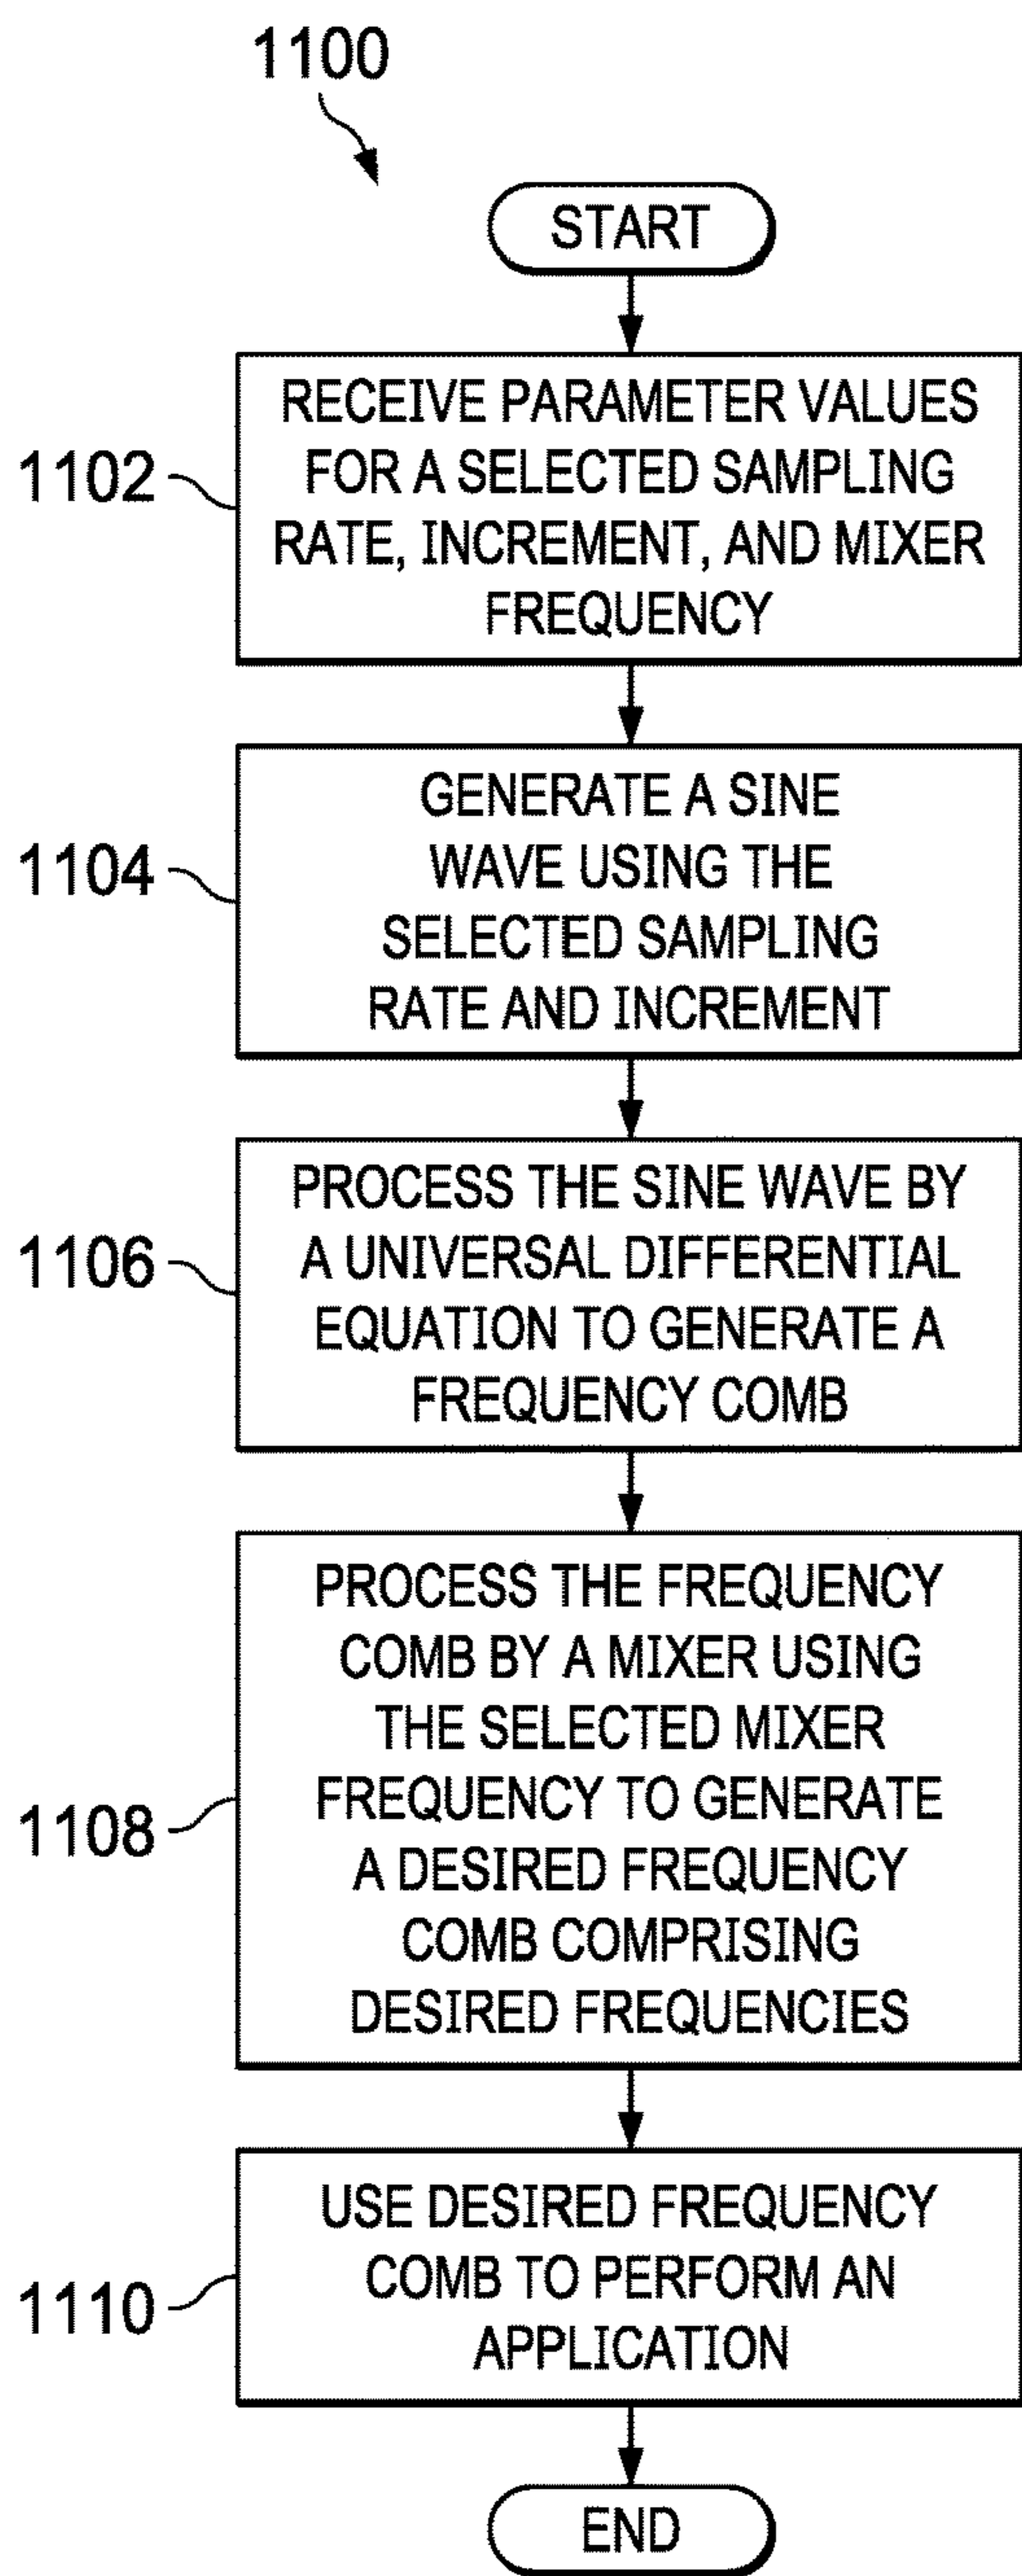 1100
START
1102
RECEIVE PARAMETER VALUES
FOR A SELECTED SAMPLING
RATE, INCREMENT, AND MIXER
FREQUENCY
1104
GENERATE A SINE
WAVE USING THE
SELECTED SAMPLING
RATE AND INCREMENT
1106
PROCESS THE SINE WAVE BY
A UNIVERSAL DIFFERENTIAL
EQUATION TO GENERATE A
FREQUENCY COMB
1108
PROCESS THE FREQUENCY
COMB BY A MIXER USING
THE SELECTED MIXER
FREQUENCY TO GENERATE
A DESIRED FREQUENCY
COMB COMPRISING
DESIRED FREQUENCIES
1110
USE DESIRED FREQUENCY
COMB TO PERFORM AN
APPLICATION
END